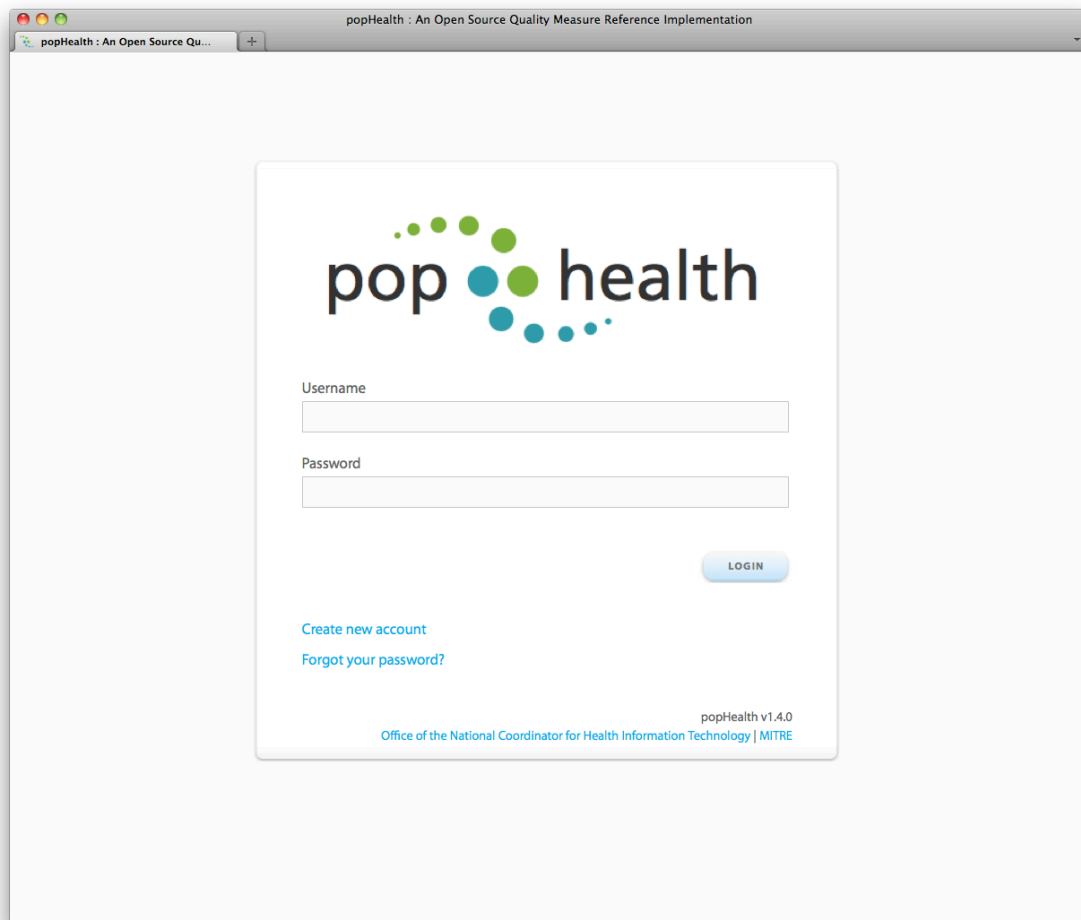 popHealth : An Open Source Quality Measure Reference Implementation
popHealth : An Open Source Qu...
pop health
Username
Password
LOGIN
Create new account
Forgot your password?
popHealth v1.4.0
Office of the National Coordinator for Health Information Technology | MITRE